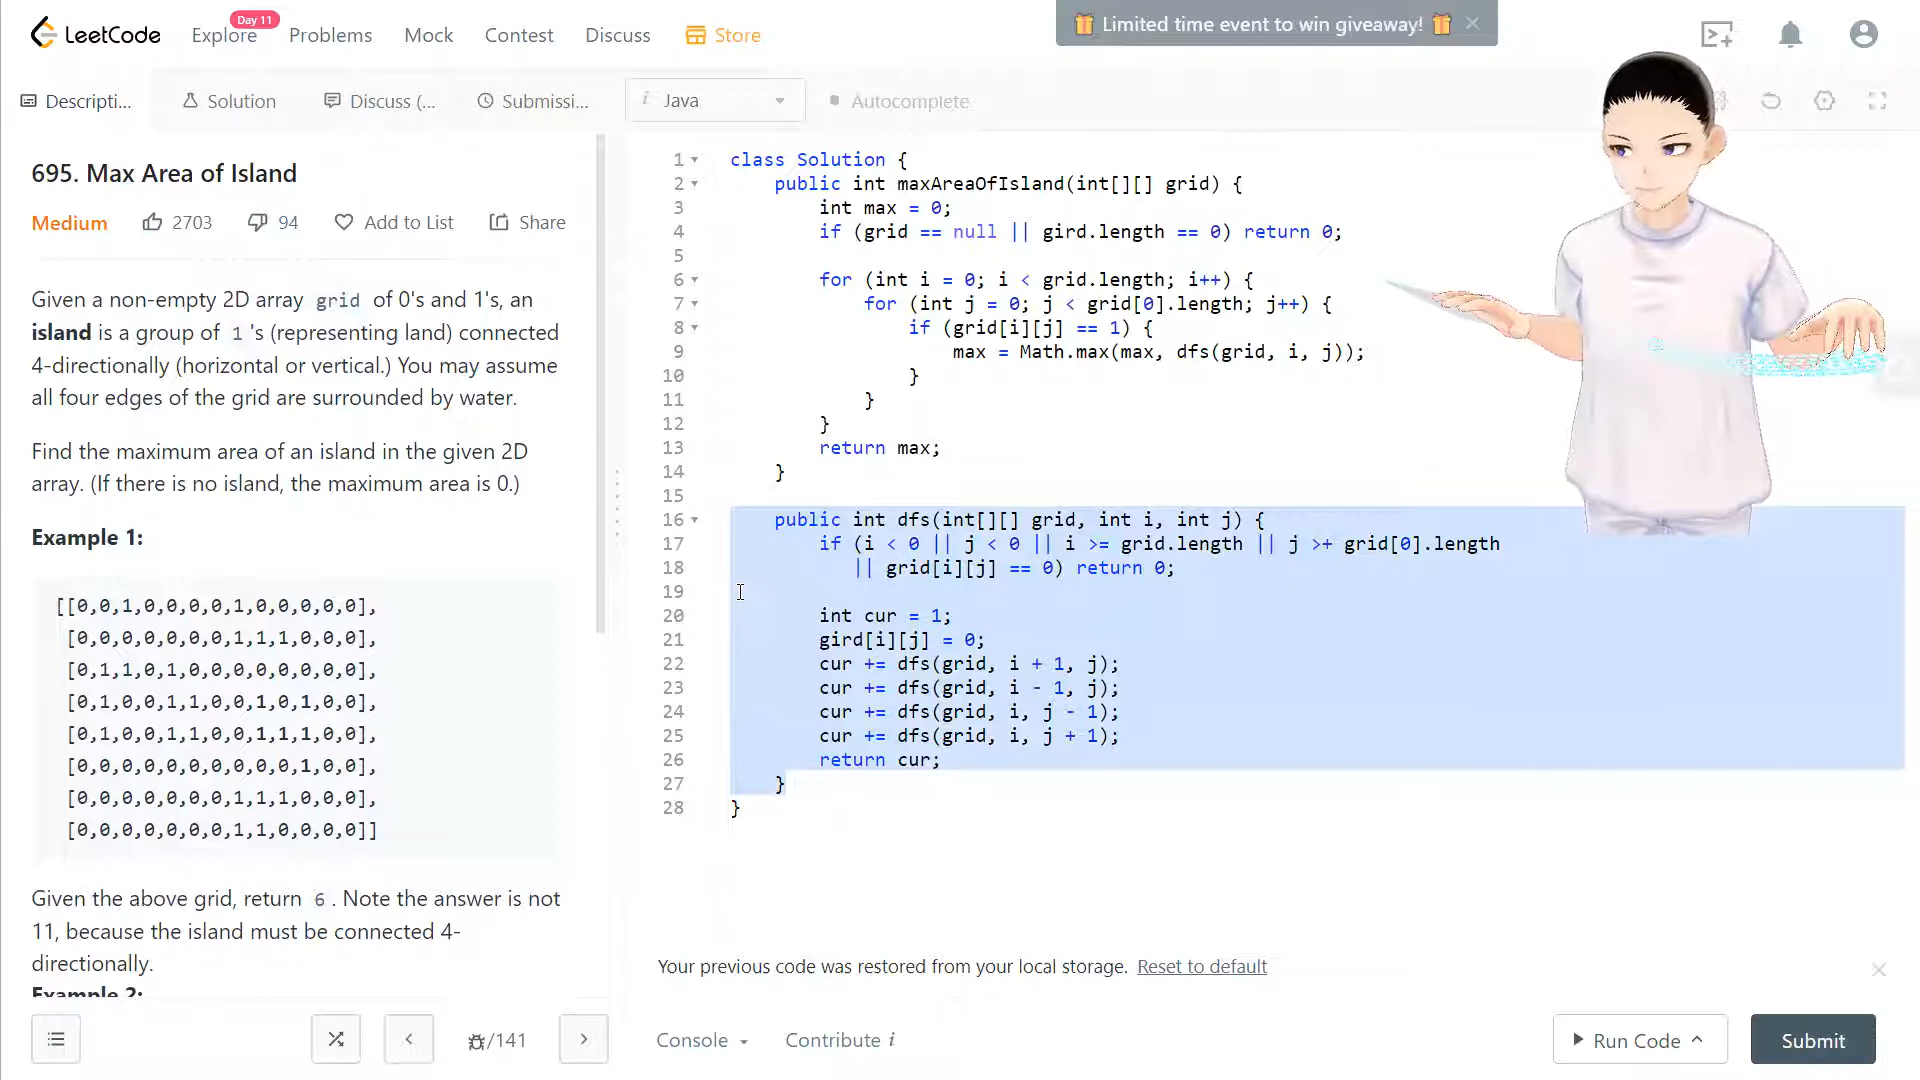 LeetCode
Explore
Day 11
Problems
Mock
Contest
Discuss
Store
Limited time event to win giveaway!
Descripti...
Solution
Discuss (...
Submissi...
i Java
Autocomplete
695. Max Area of Island
Medium
2703
94
Add to List
Share
Given a non-empty 2D array grid of 0's and 1's, an
island is a group of 1 's (representing land) connected
4-directionally (horizontal or vertical.) You may assume
all four edges of the grid are surrounded by water.
Find the maximum area of an island in the given 2D
array. (If there is no island, the maximum area is 0.)
Example 1:
[[0,0,1,0,0,0,0,1,0,0,0,0,0],
[0,0,0,0,0,0,0,1,1,1,0,0,0],
[0,1,1,0,1,0,0,0,0,0,0,0,0],
[0,1,0,0,1,1,0,0,1,0,1,0,0],
[0,1,0,0,1,1,0,0,1,1,1,0,0],
[0,0,0,0,0,0,0,0,0,0,1,0,0],
[0,0,0,0,0,0,0,1,1,1,0,0,0],
[0,0,0,0,0,0,0,1,1,0,0,0,0]]
Given the above grid, return 6 . Note the answer is not
11, because the island must be connected 4-
directionally.
Example 2:
1 class Solution {
2 public int maxAreaOfIsland(int[][] grid) {
3 int max = 0;
4 if (grid == null || gird.length == 0) return 0;
5
6 for (int i = 0; i < grid.length; i++) {
7 for (int j = 0; j < grid[0].length; j++) {
8 if (grid[i][j] == 1) {
9 max = Math.max(max, dfs(grid, i, j));
10 }
11 }
12 }
13 return max;
14 }
15
16 public int dfs(int[][] grid, int i, int j) {
17 if (i < 0 || j < 0 || i >= grid.length || j >+ grid[0].length
18 || grid[i][j] == 0) return 0;
19
20 int cur = 1;
21 gird[i][j] = 0;
22 cur += dfs(grid, i + 1, j);
23 cur += dfs(grid, i - 1, j);
24 cur += dfs(grid, i, j - 1);
25 cur += dfs(grid, i, j + 1);
26 return cur;
27 }
28 }
Your previous code was restored from your local storage. Reset to default
/141
Console
Contribute i
Run Code
Submit